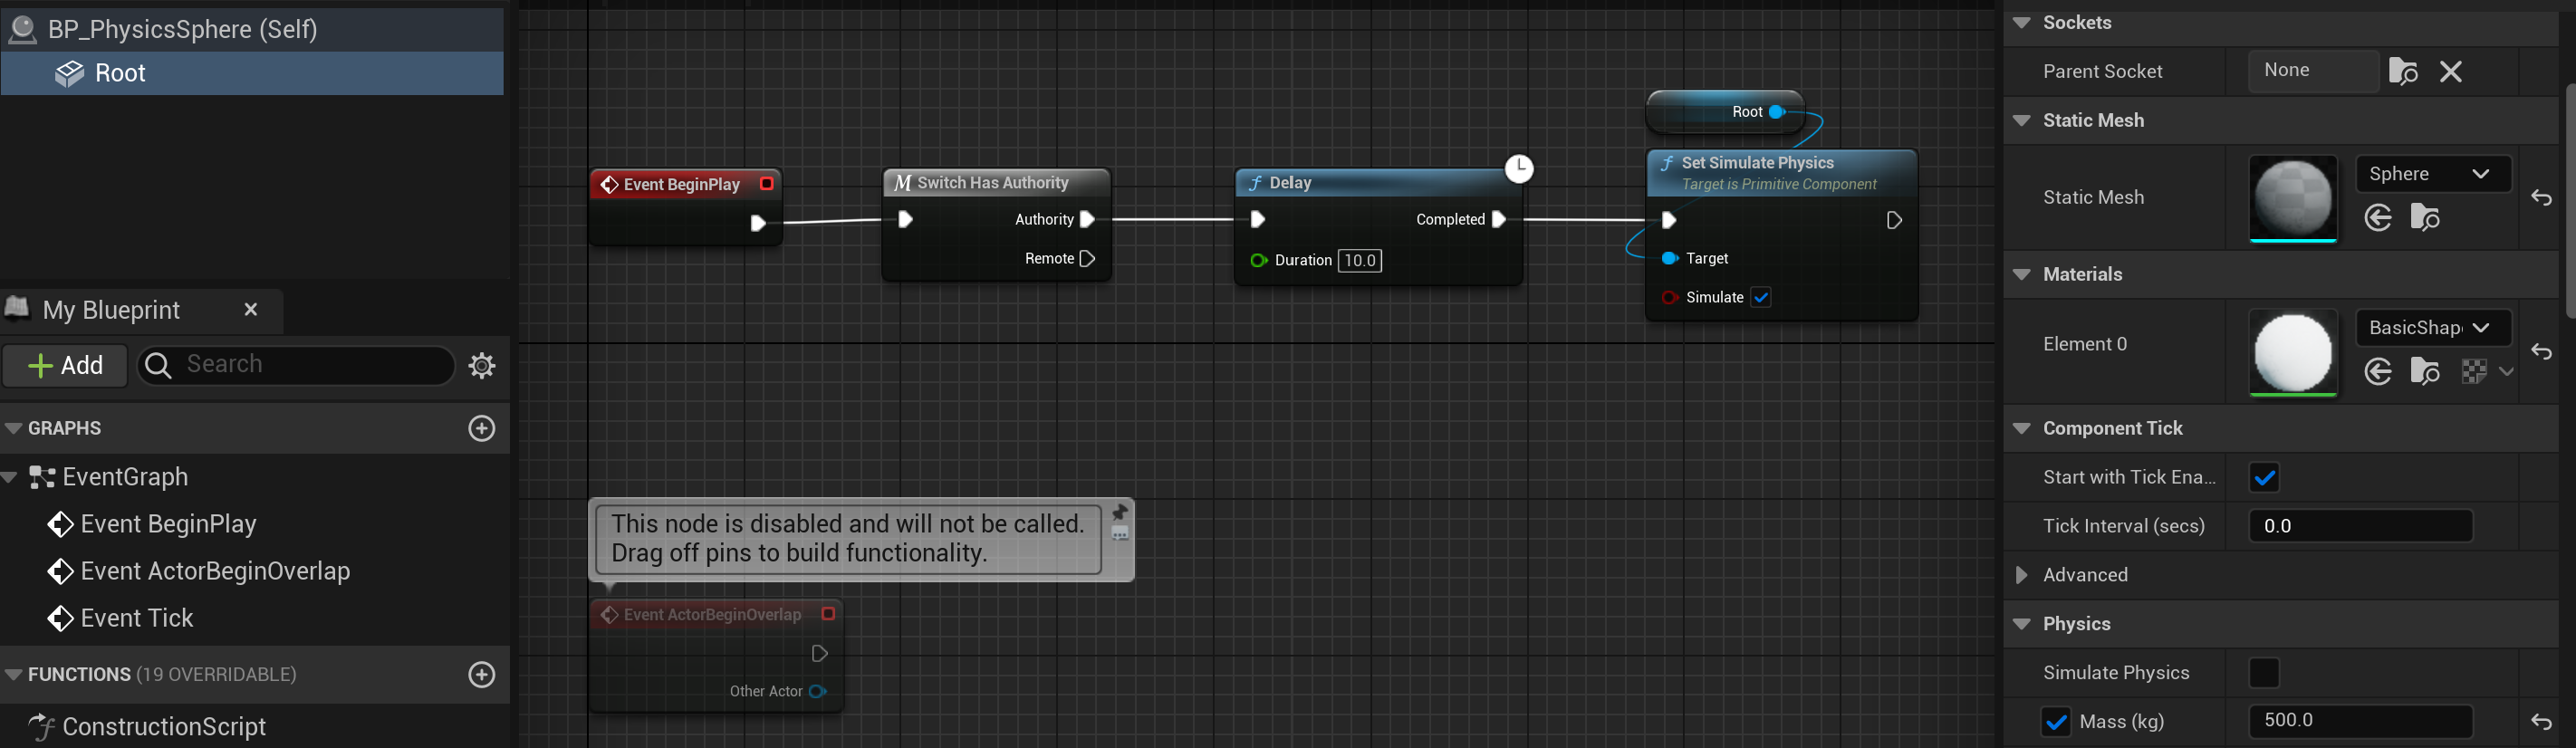 BP_PhysicsSphere (Self)
Root
My Blueprint
Add
Search
GRAPHS
EventGraph
Event BeginPlay
Event ActorBeginOverlap
Event Tick
FUNCTIONS (19 OVERRIDABLE)
ConstructionScript
Event BeginPlay
Switch Has Authority
Authority
Remote
Delay
Completed
Duration 10.0
Root
Set Simulate Physics
Target is Primitive Component
Target
Simulate
This node is disabled and will not be called.
Drag off pins to build functionality.
Event ActorBeginOverlap
Other Actor
Sockets
Parent Socket None
Static Mesh
Static Mesh Sphere
Materials
Element 0 BasicShap
Component Tick
Start with Tick Ena...
Tick Interval (secs) 0.0
Advanced
Physics
Simulate Physics
Mass (kg) 500.0